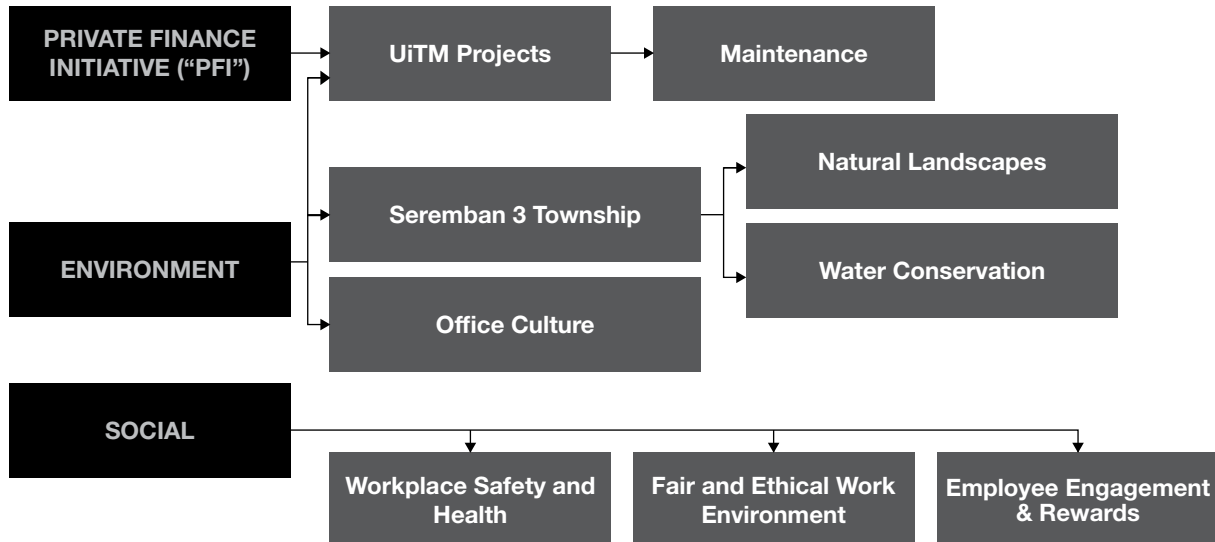 PRIVATE FINANCE
INITIATIVE (“PFI”)
UiTM Projects
Maintenance
Natural Landscapes
Seremban 3 Township
ENVIRONMENT
Water Conservation
Office Culture
SOCIAL
Workplace Safety and
Health
Fair and Ethical Work
Environment
Employee Engagement
& Rewards